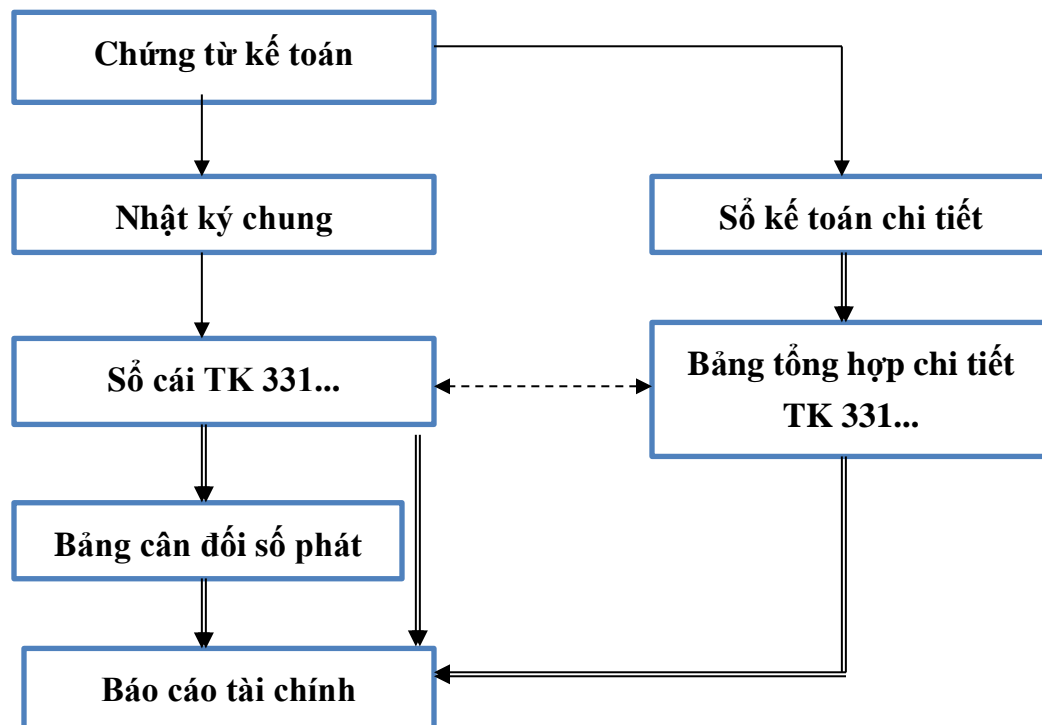 Chứng từ kế toán
Nhật ký chung
Sổ kế toán chi tiết
Sổ cái TK 331...
Bảng tổng hợp chi tiết
TK 331...
Bảng cân đối số phát
Báo cáo tài chính